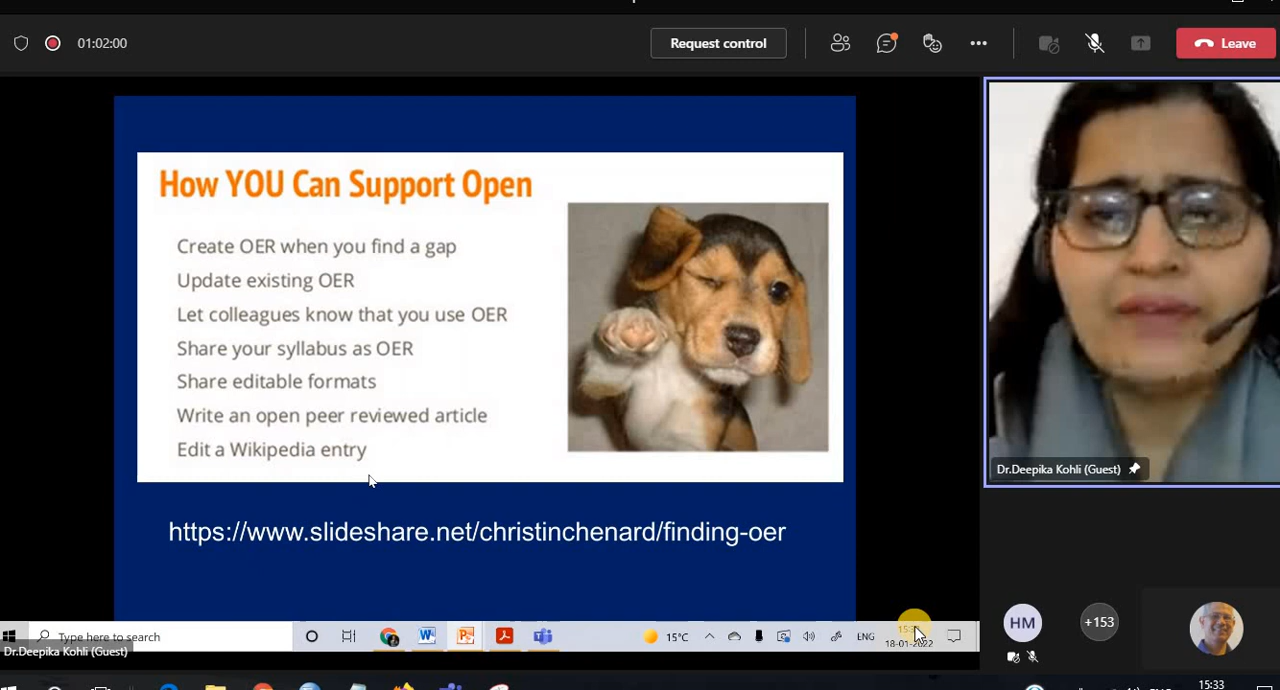 01:02:00
Request control
Leave
How YOU Can Support Open
Create OER when you find a gap
Update existing OER
Let colleagues know that you use OER
Share your syllabus as OER
Share editable formats
Write an open peer reviewed article
Edit a Wikipedia entry
https://www.slideshare.net/christinchenard/finding-oer
Dr.Deepika Kohli (Guest)
HM
+153
Type here to search
15°C
ENG
18-01-2022
Dr.Deepika Kohli (Guest)
15:33